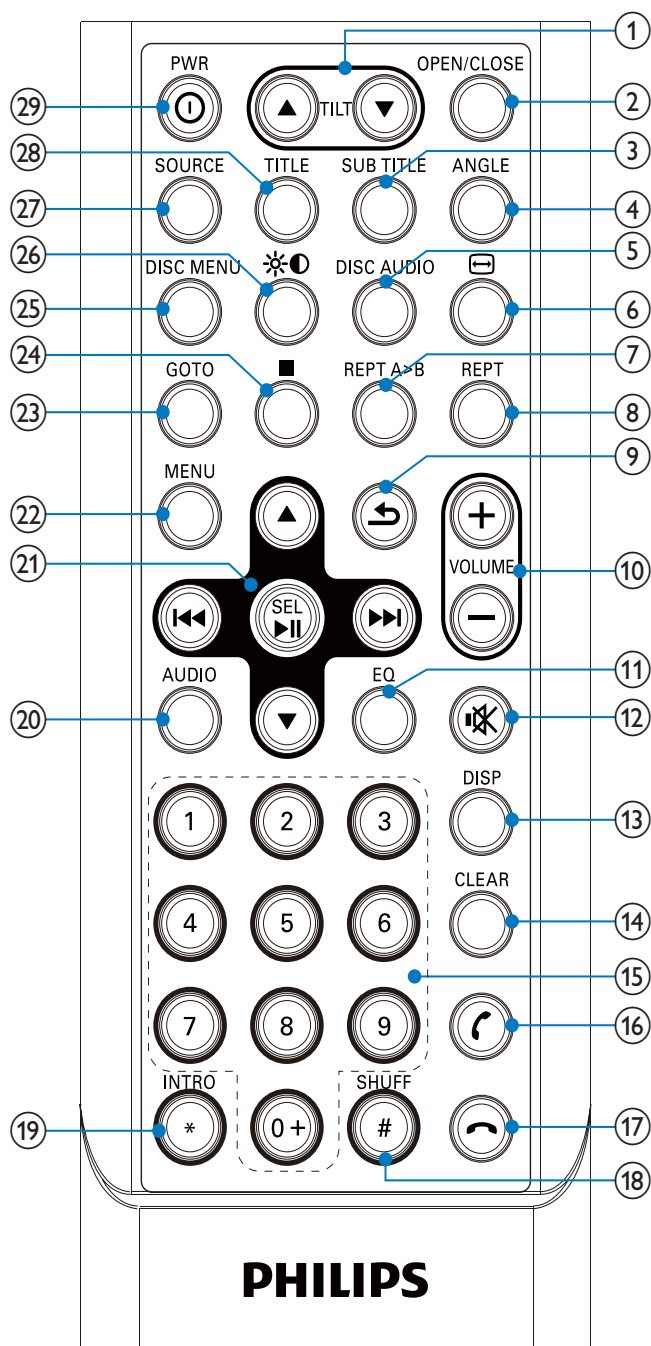 1
PWR OPEN/CLOSE
29 TILT 2
28 3
SOURCE TITLE SUB TITLE ANGLE
27 4
26 5
DISC MENU DISC AUDIO
25 6
24 7
GOTO REPT A>B REPT
23 8
MENU 9
22 +
21 VOLUME 10
SEL
−
AUDIO EQ 11
20 12
DISP
1 2 3 13
CLEAR
4 5 6 14
15
7 8 9 16
INTRO SHUFF
19 * 0+ # 17
18
PHILIPS